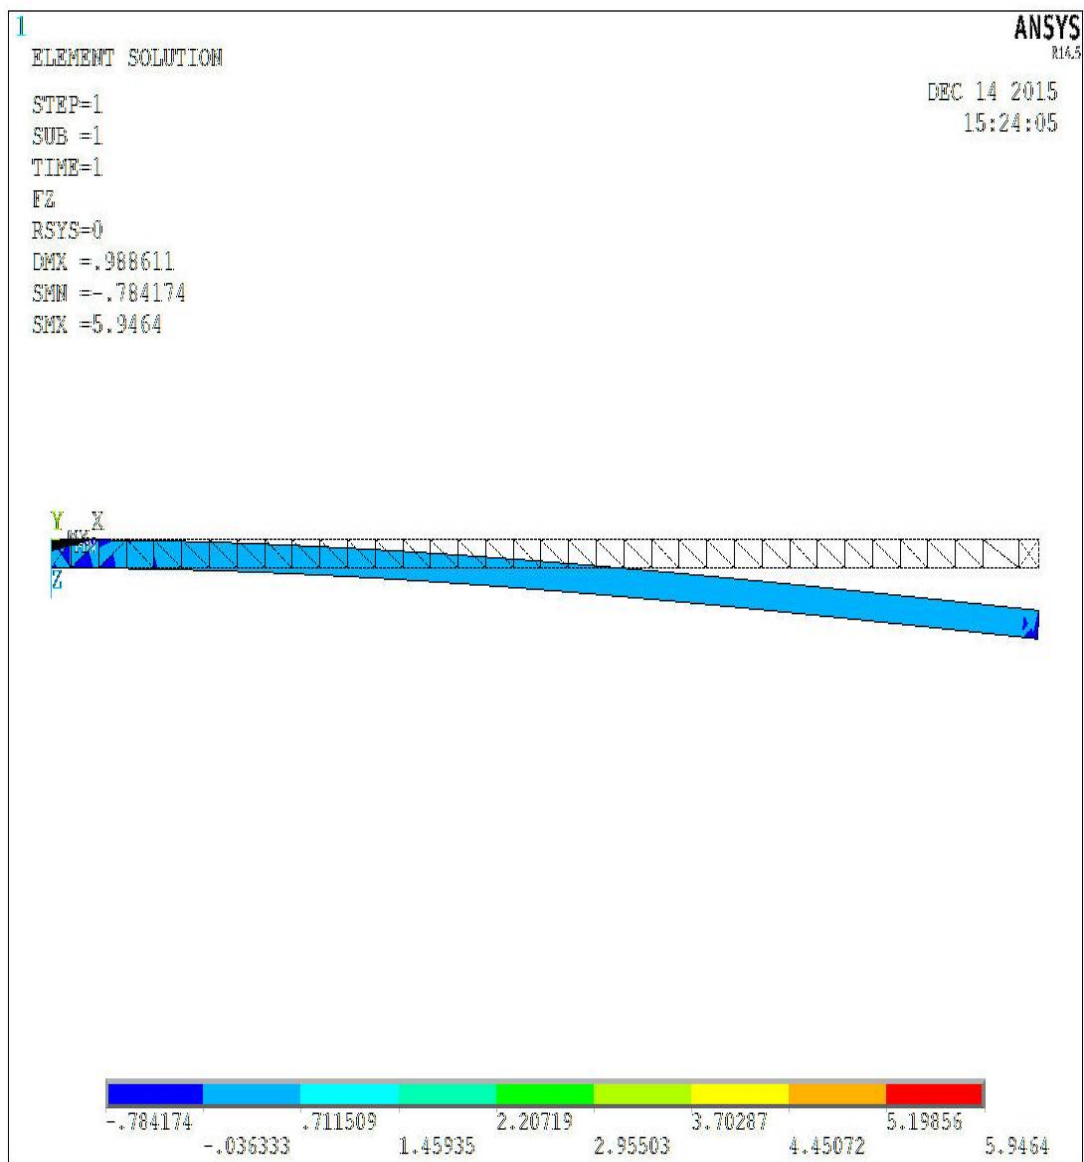 1
ANSYS
R14.5
ELEMENT SOLUTION
STEP=1
SUB =1
TIME=1
FZ
RSYS=0
DMX =.988611
SMN =-.784174
SMX =5.9464
DEC 14 2015
15:24:05
Y X
Z
-.784174 .711509 2.20719 3.70287 5.19856
-.036333 1.45935 2.95503 4.45072 5.9464